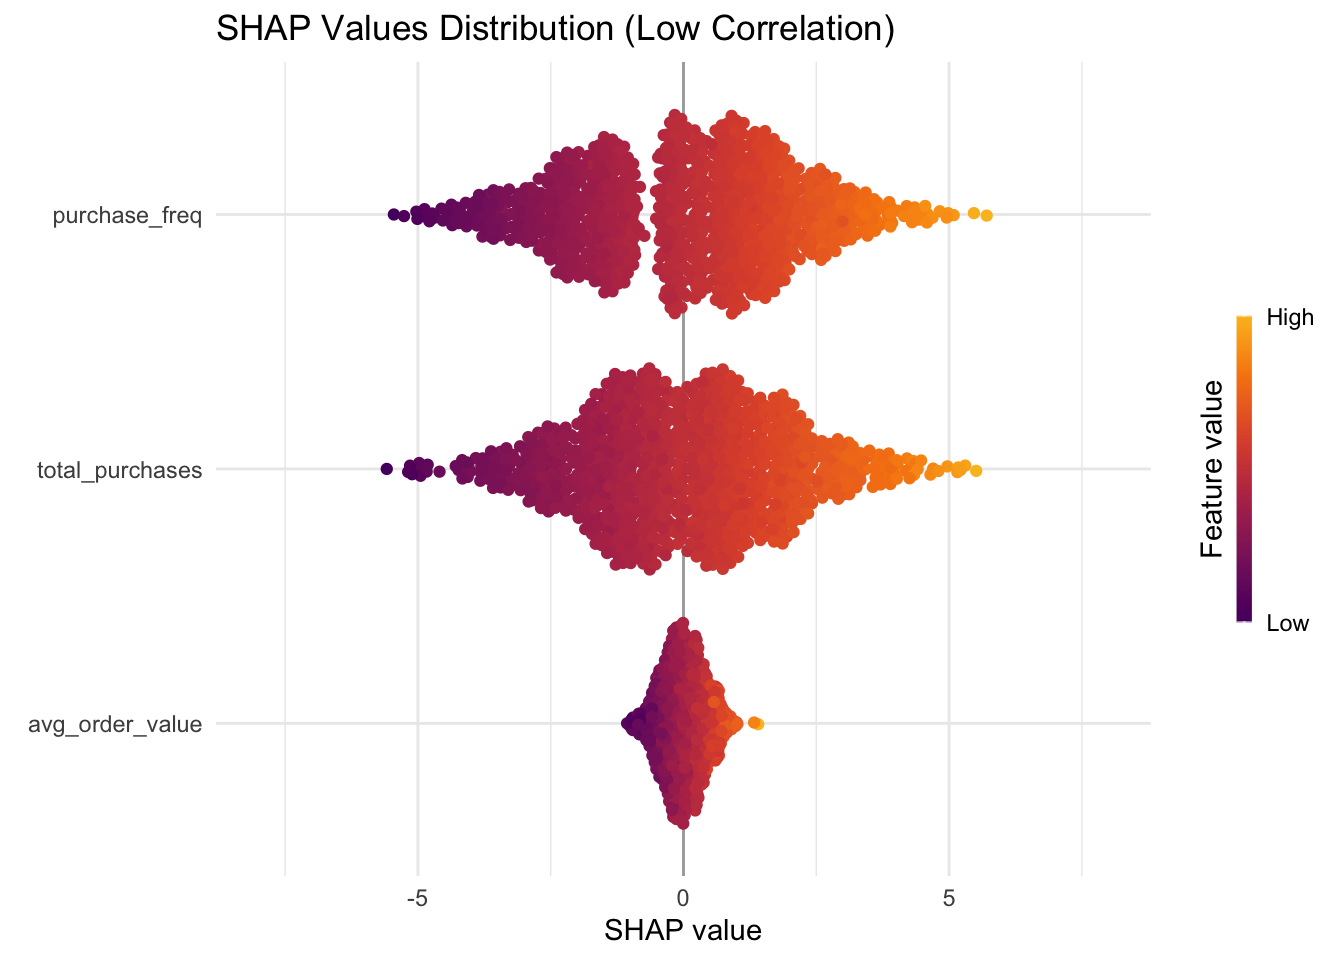 SHAP Values Distribution (Low Correlation)
purchase_freq
total_purchases
avg_order_value
-5
0
5
SHAP value
Feature value
High
Low